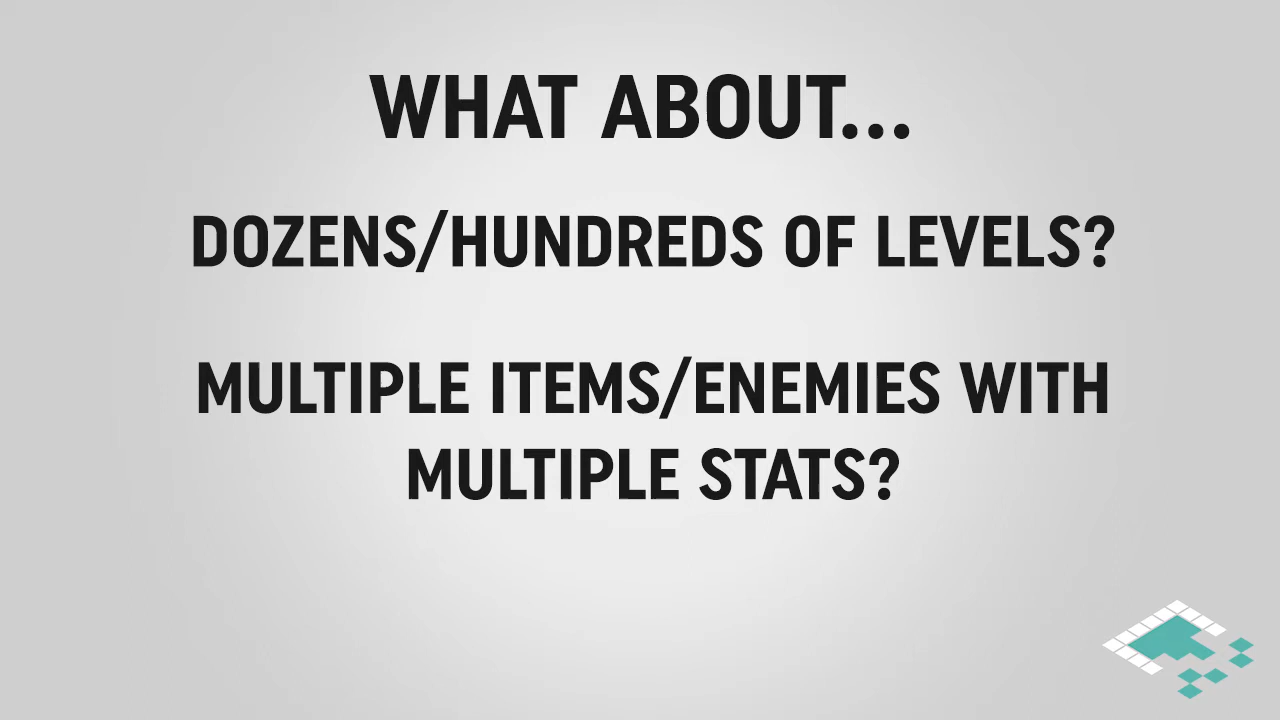 WHAT ABOUT...
DOZENS/HUNDREDS OF LEVELS?
MULTIPLE ITEMS/ENEMIES WITH
MULTIPLE STATS?